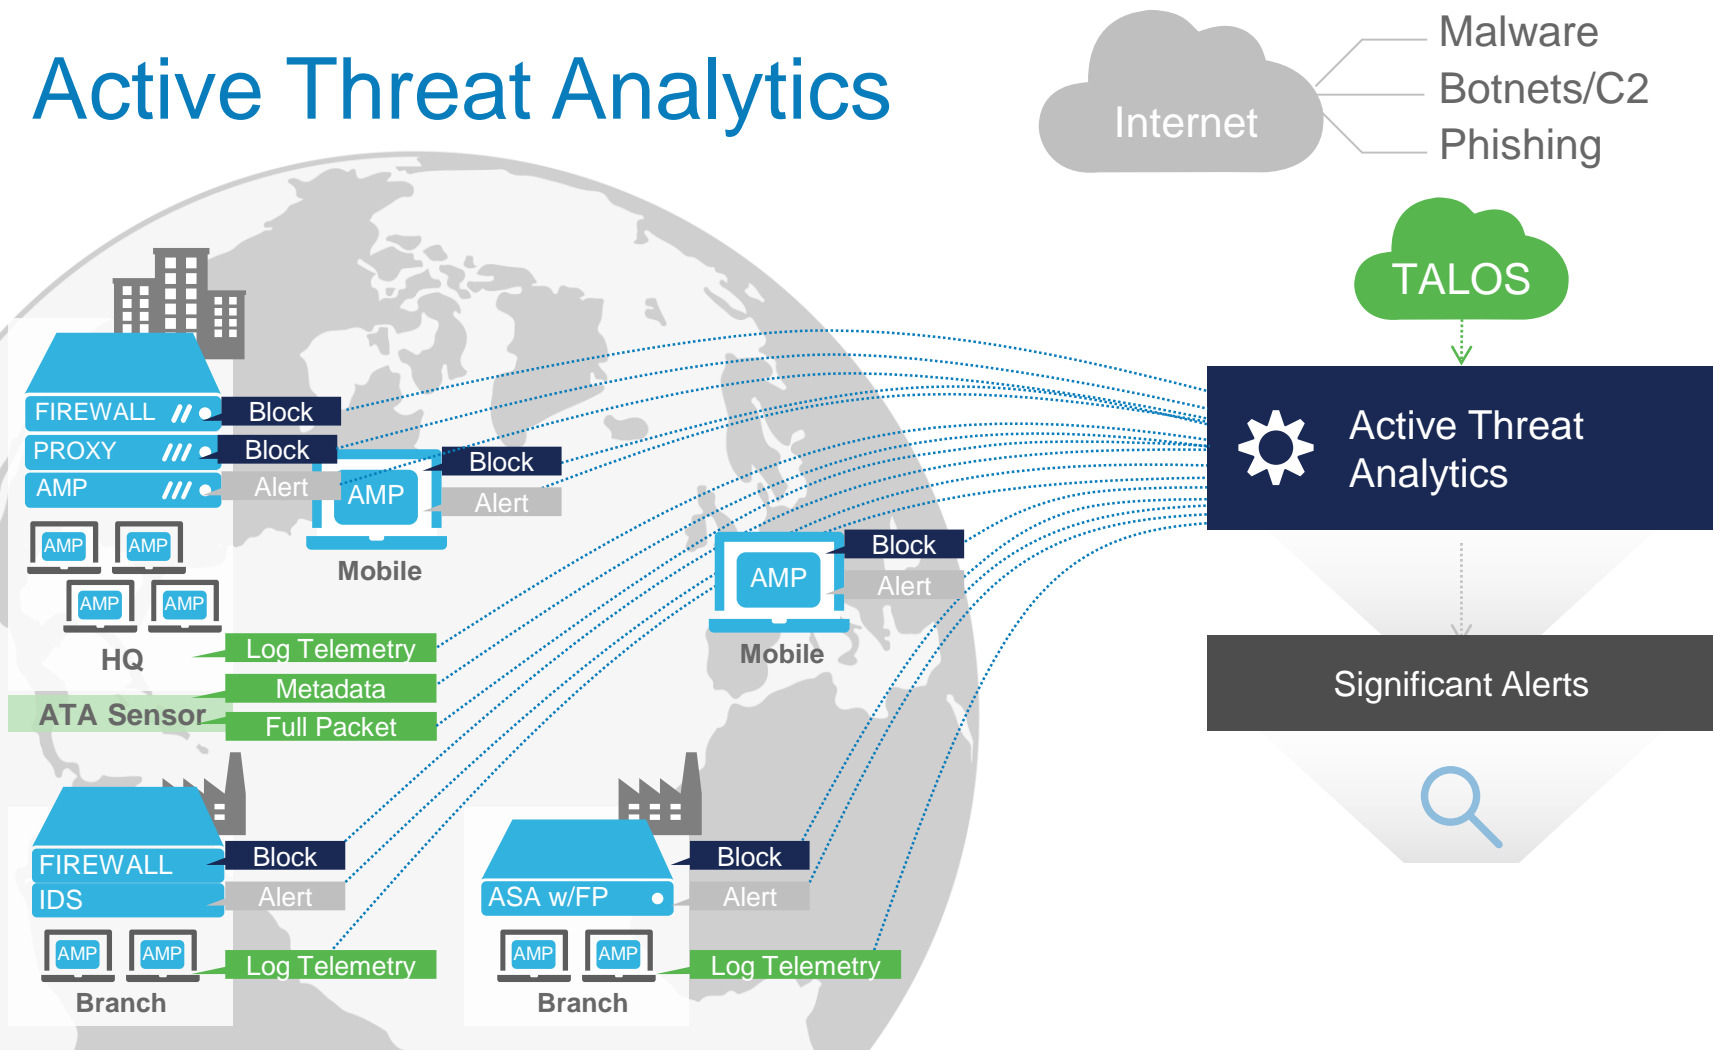 Active Threat Analytics
Internet
Malware
Botnets/C2
Phishing
TALOS
Active Threat
Analytics
Significant Alerts
FIREWALL
Block
PROXY
Block
AMP
Alert
AMP
AMP
AMP
AMP
HQ
Log Telemetry
Metadata
ATA Sensor
Full Packet
AMP
Block
Alert
Mobile
AMP
Block
Alert
Mobile
FIREWALL
Block
IDS
Alert
AMP
AMP
Log Telemetry
Branch
Block
ASA w/FP
Alert
AMP
AMP
Log Telemetry
Branch